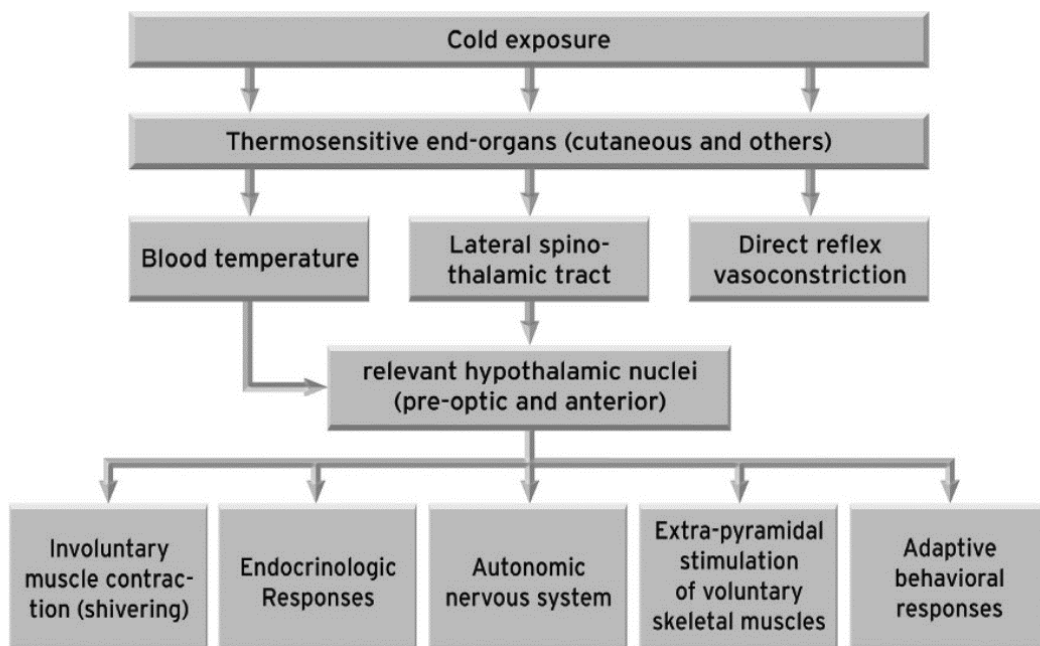 Cold exposure
Thermosensitive end-organs (cutaneous and others)
Blood temperature
Lateral spino-
thalamic tract
Direct reflex
vasoconstriction
relevant hypothalamic nuclei
(pre-optic and anterior)
Involuntary
muscle contrac-
tion (shivering)
Endocrinologic
Responses
Autonomic
nervous system
Extra-pyramidal
stimulation
of voluntary
skeletal muscles
Adaptive
behavioral
responses